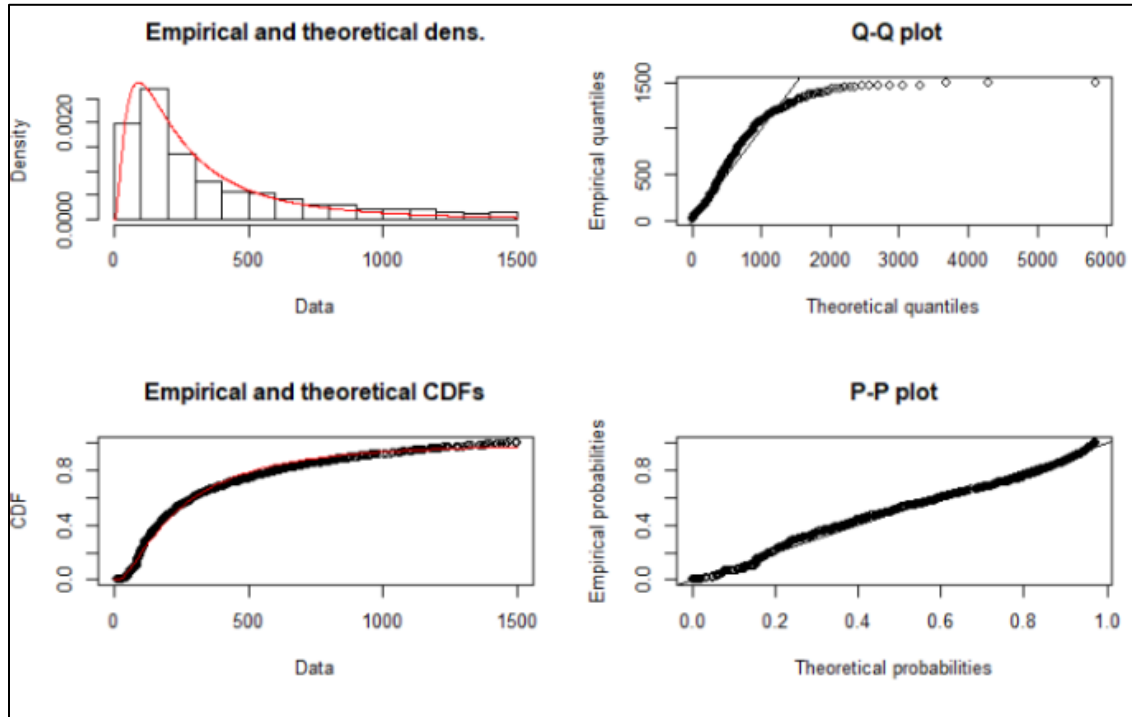 Empirical and theoretical dens.
Density
0.0000 0.0020
0 500 1000 1500
Data
Q-Q plot
Empirical quantiles
0 500 1500
0 1000 2000 3000 4000 5000 6000
Theoretical quantiles
Empirical and theoretical CDFs
CDF
0.0 0.4 0.8
0 500 1000 1500
Data
P-P plot
Empirical probabilities
0.0 0.4 0.8
0.0 0.2 0.4 0.6 0.8 1.0
Theoretical probabilities